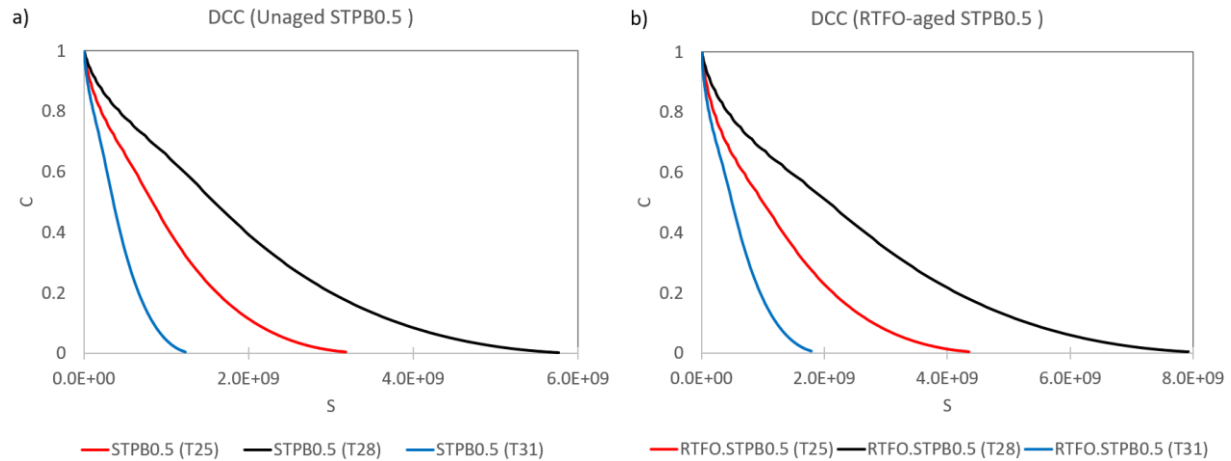 a)
DCC (Unaged STPB0.5 )
1
0.8
0.6
0.4
0.2
0
C
0.0E+00 2.0E+09 4.0E+09 6.0E+09
S
STPB0.5 (T25) STPB0.5 (T28) STPB0.5 (T31)
b)
DCC (RTFO-aged STPB0.5 )
1
0.8
0.6
0.4
0.2
0
C
0.0E+00 2.0E+09 4.0E+09 6.0E+09 8.0E+09
S
RTFO.STPB0.5 (T25) RTFO.STPB0.5 (T28) RTFO.STPB0.5 (T31)